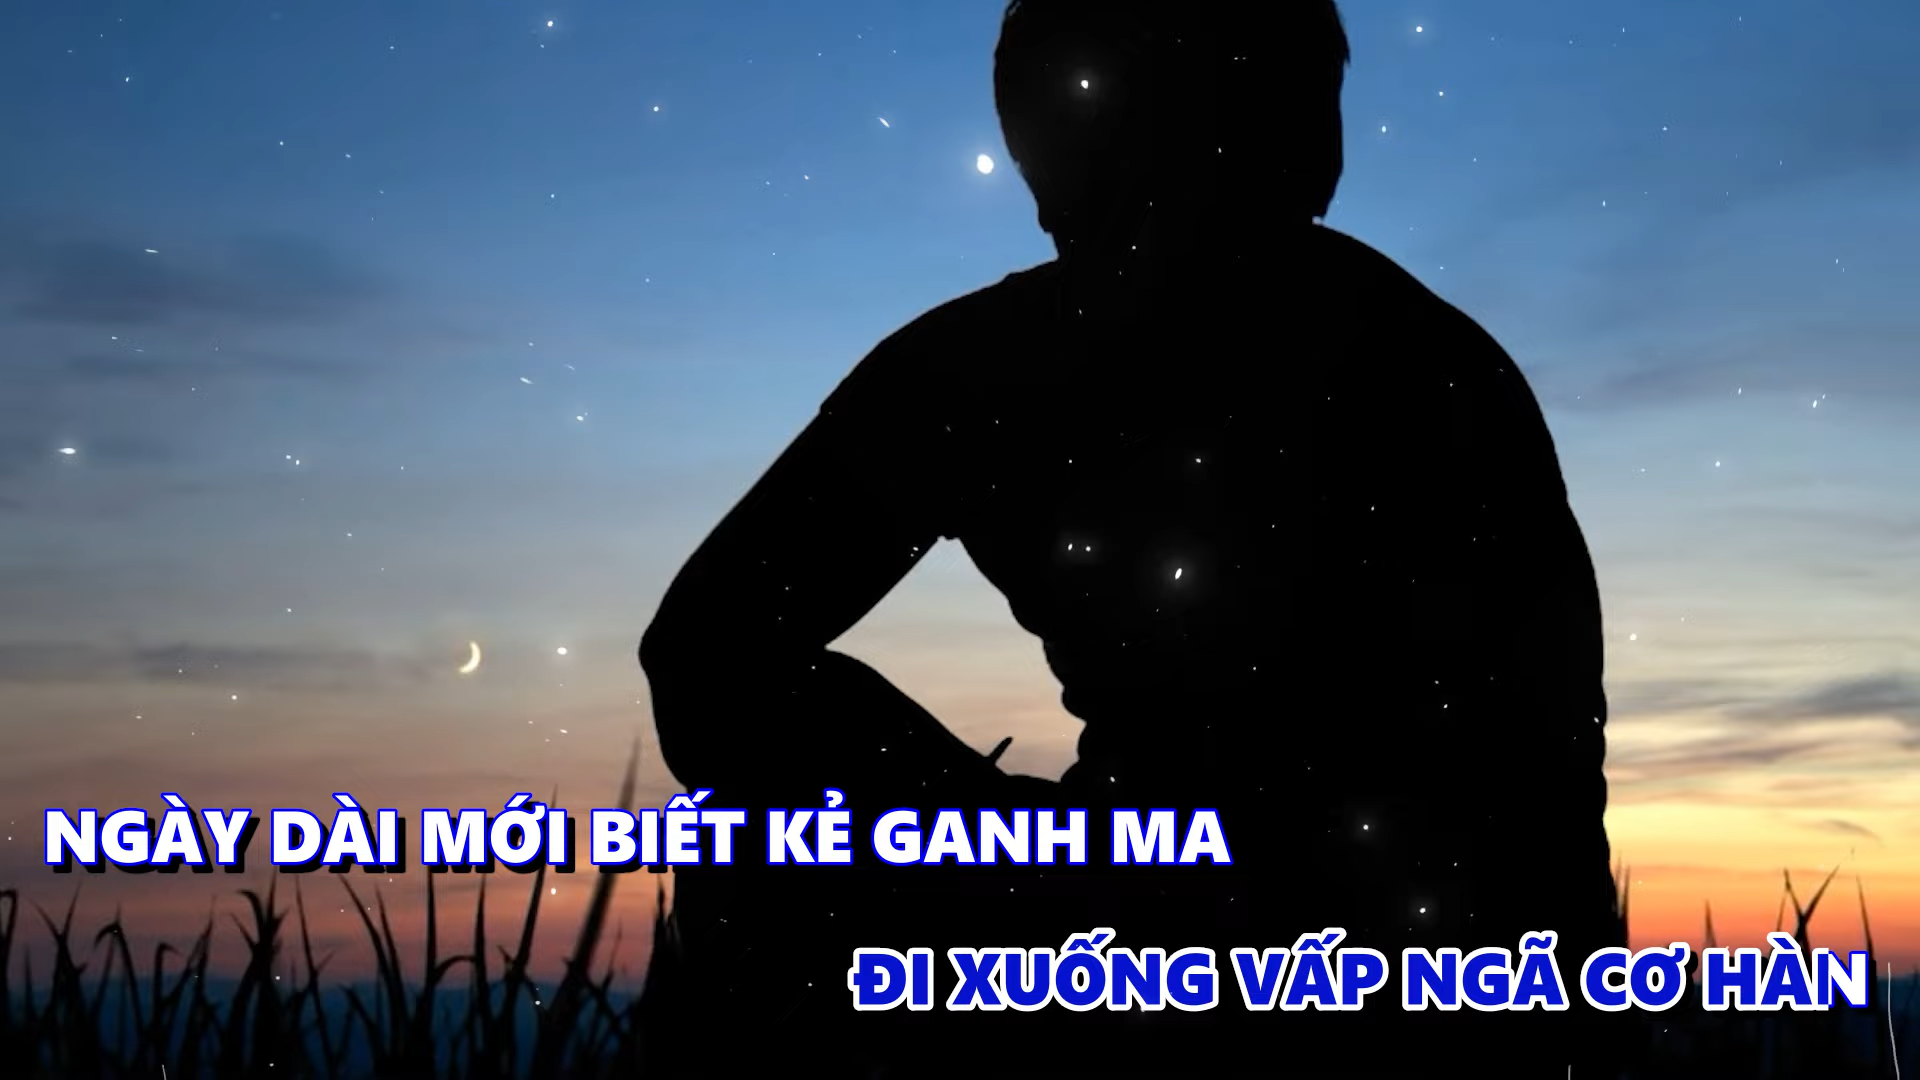 NGÀY DÀI MỚI BIẾT KẺ GANH MA
ĐI XUỐNG VẤP NGÃ CƠ HÀN